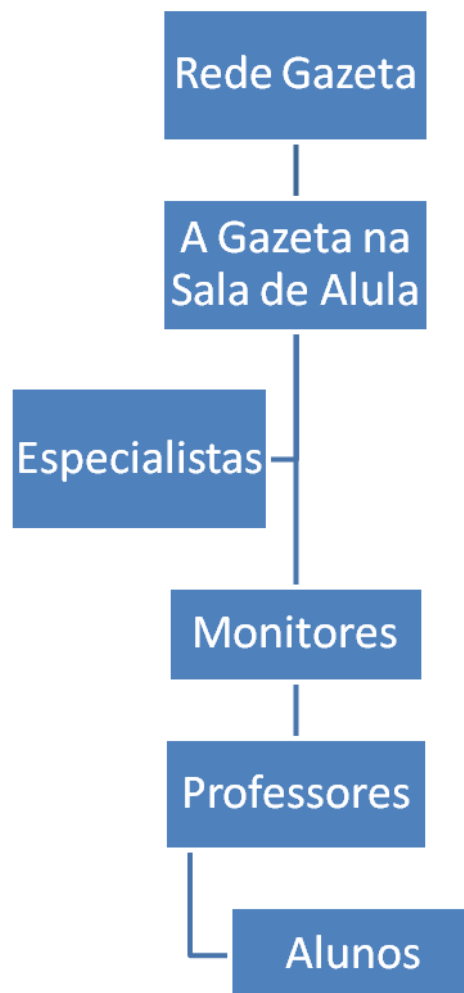 Rede Gazeta
A Gazeta na
Sala de Alula
Especialistas
Monitores
Professores
Alunos